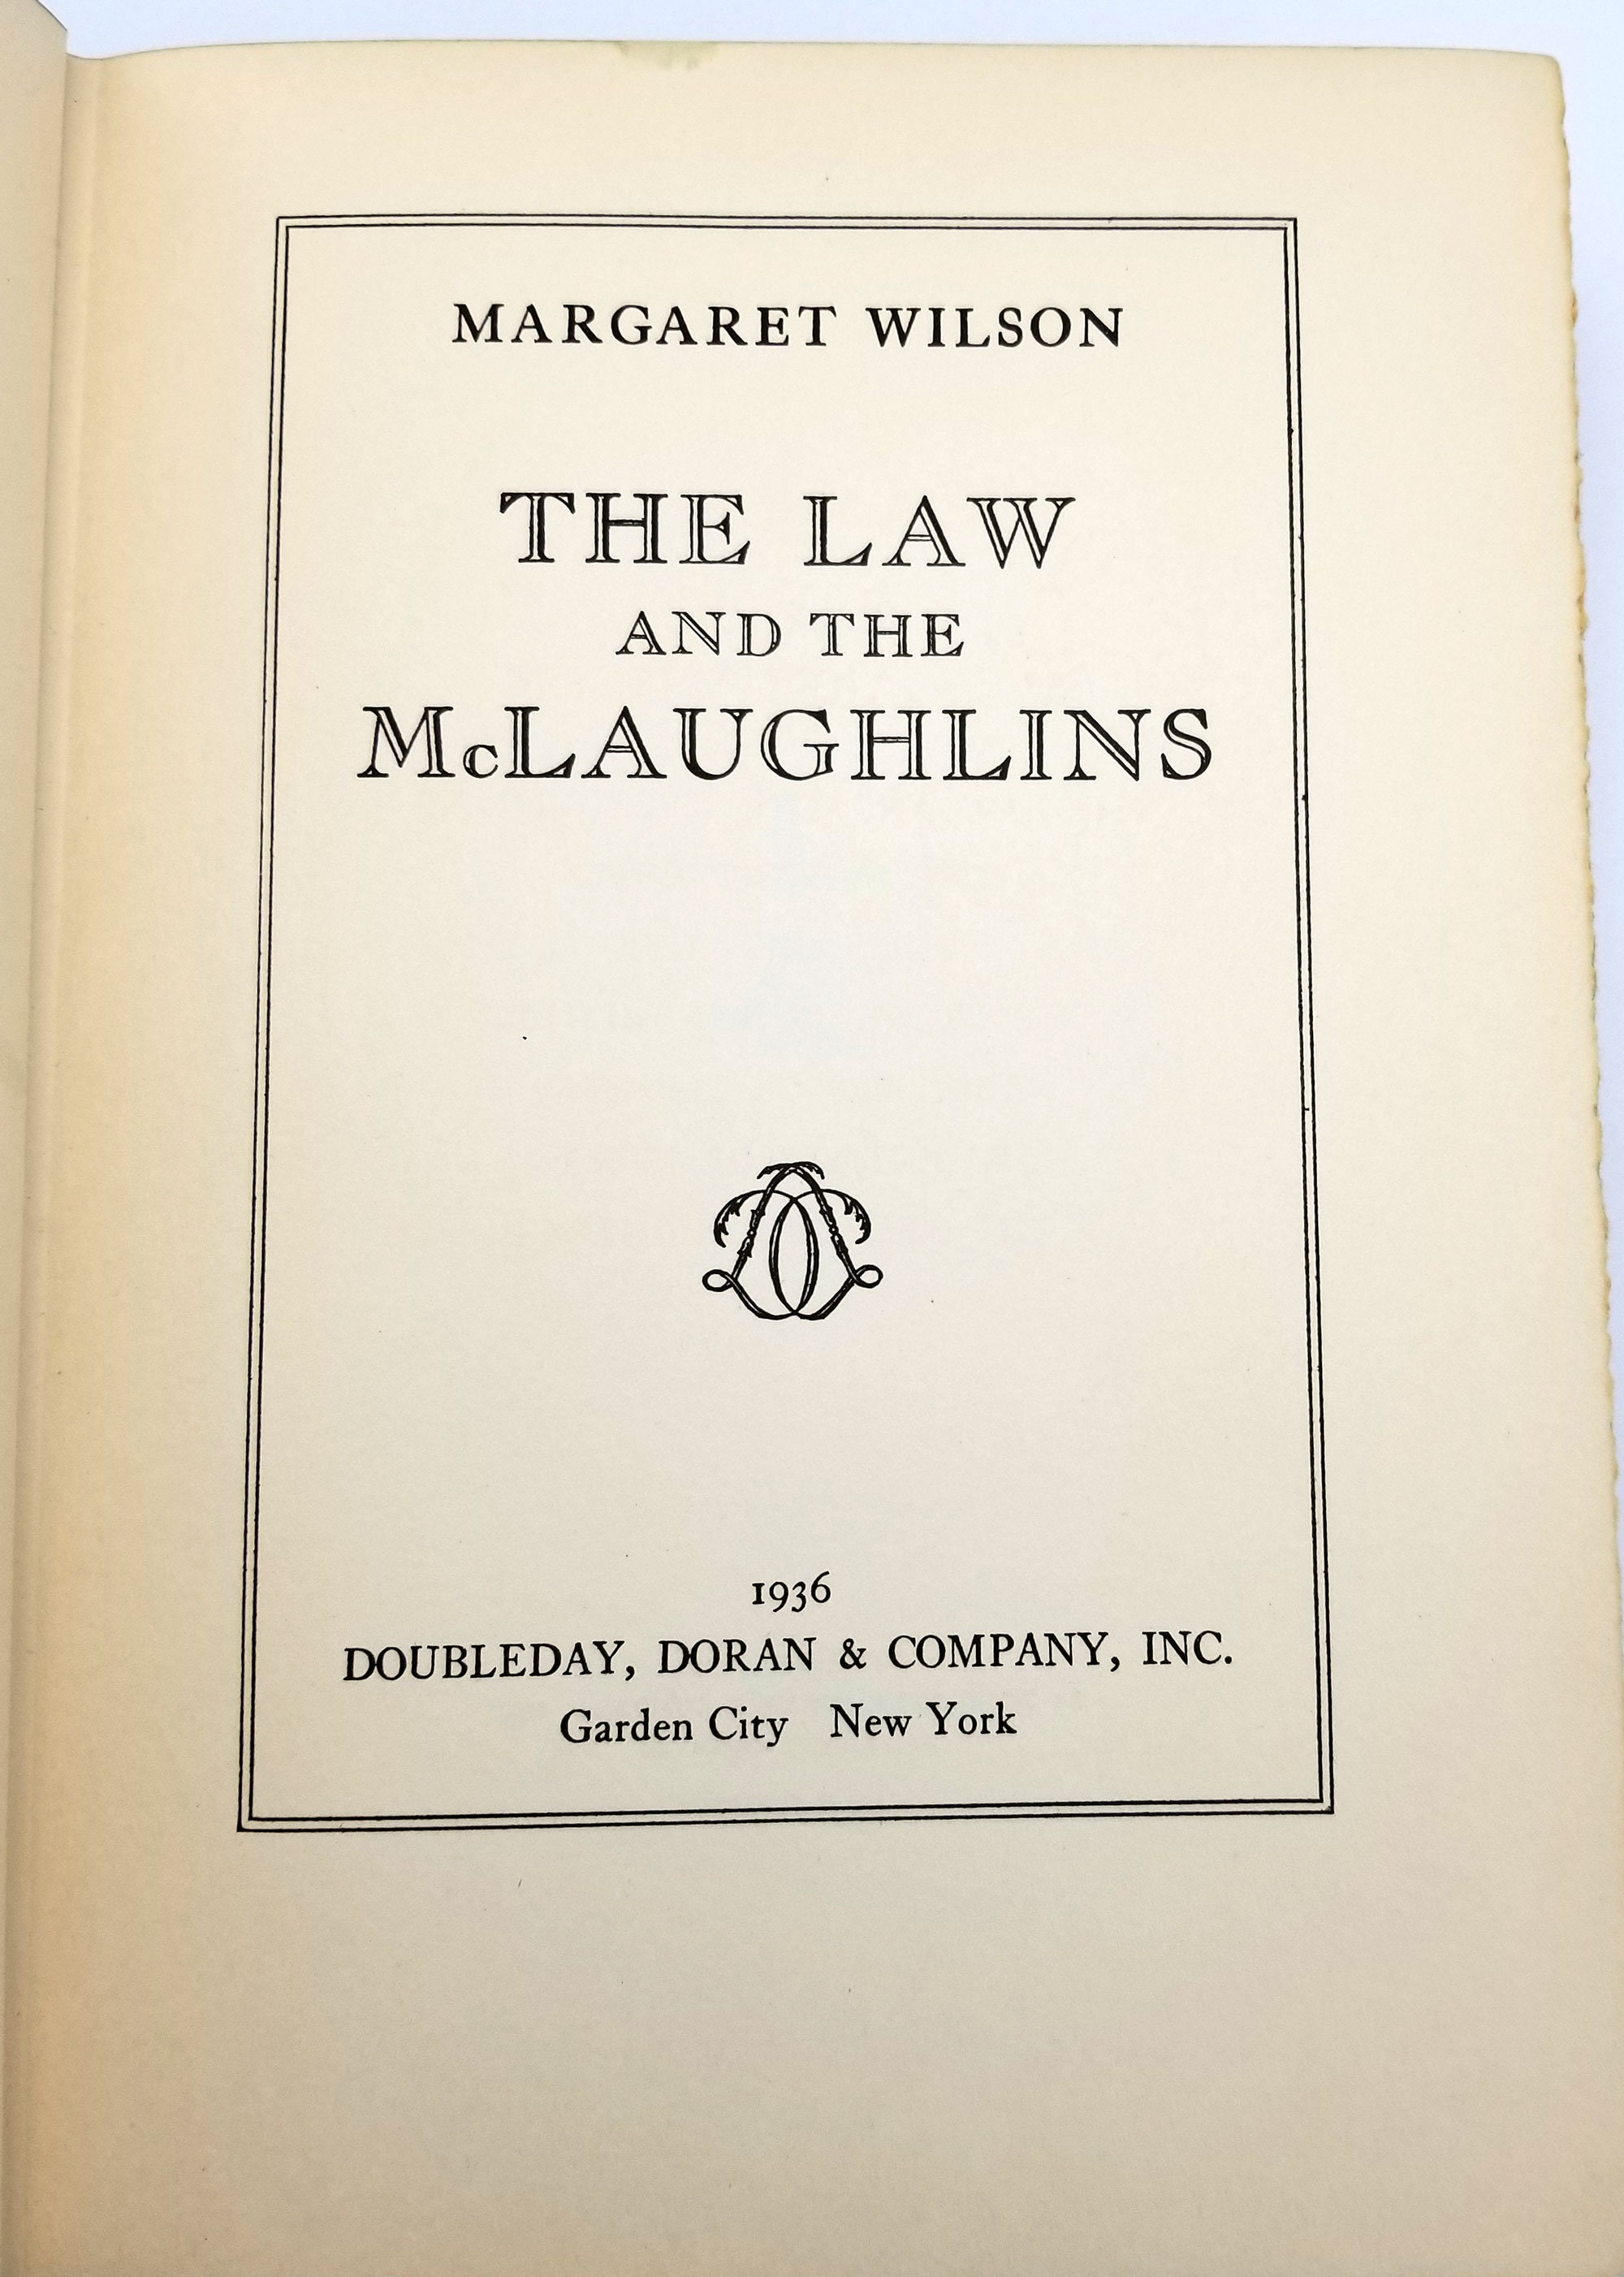 MARGARET WILSON
THE LAW
AND THE
McLAUGHLINS
1936
DOUBLEDAY, DORAN & COMPANY, INC.
Garden City New York